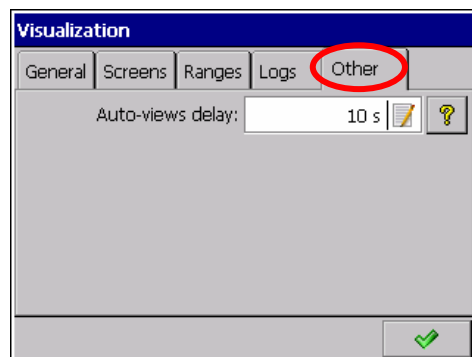 Visualization
General Screens Ranges Logs Other
Auto-views delay: 10 s ?